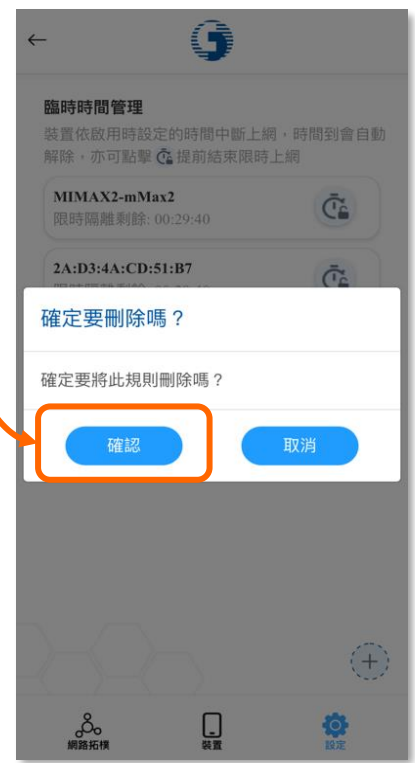 臨時時間管理
裝置依啟用時設定的時間中斷上網，時間到會自動
解除，亦可點擊 提前結束限時上網
MIMAX2-mMax2
限時隔離剩餘: 00:29:40
2A:D3:4A:CD:51:B7
確定要刪除嗎？
確定要將此規則刪除嗎？
確認 取消
網路拓樸 裝置 設定